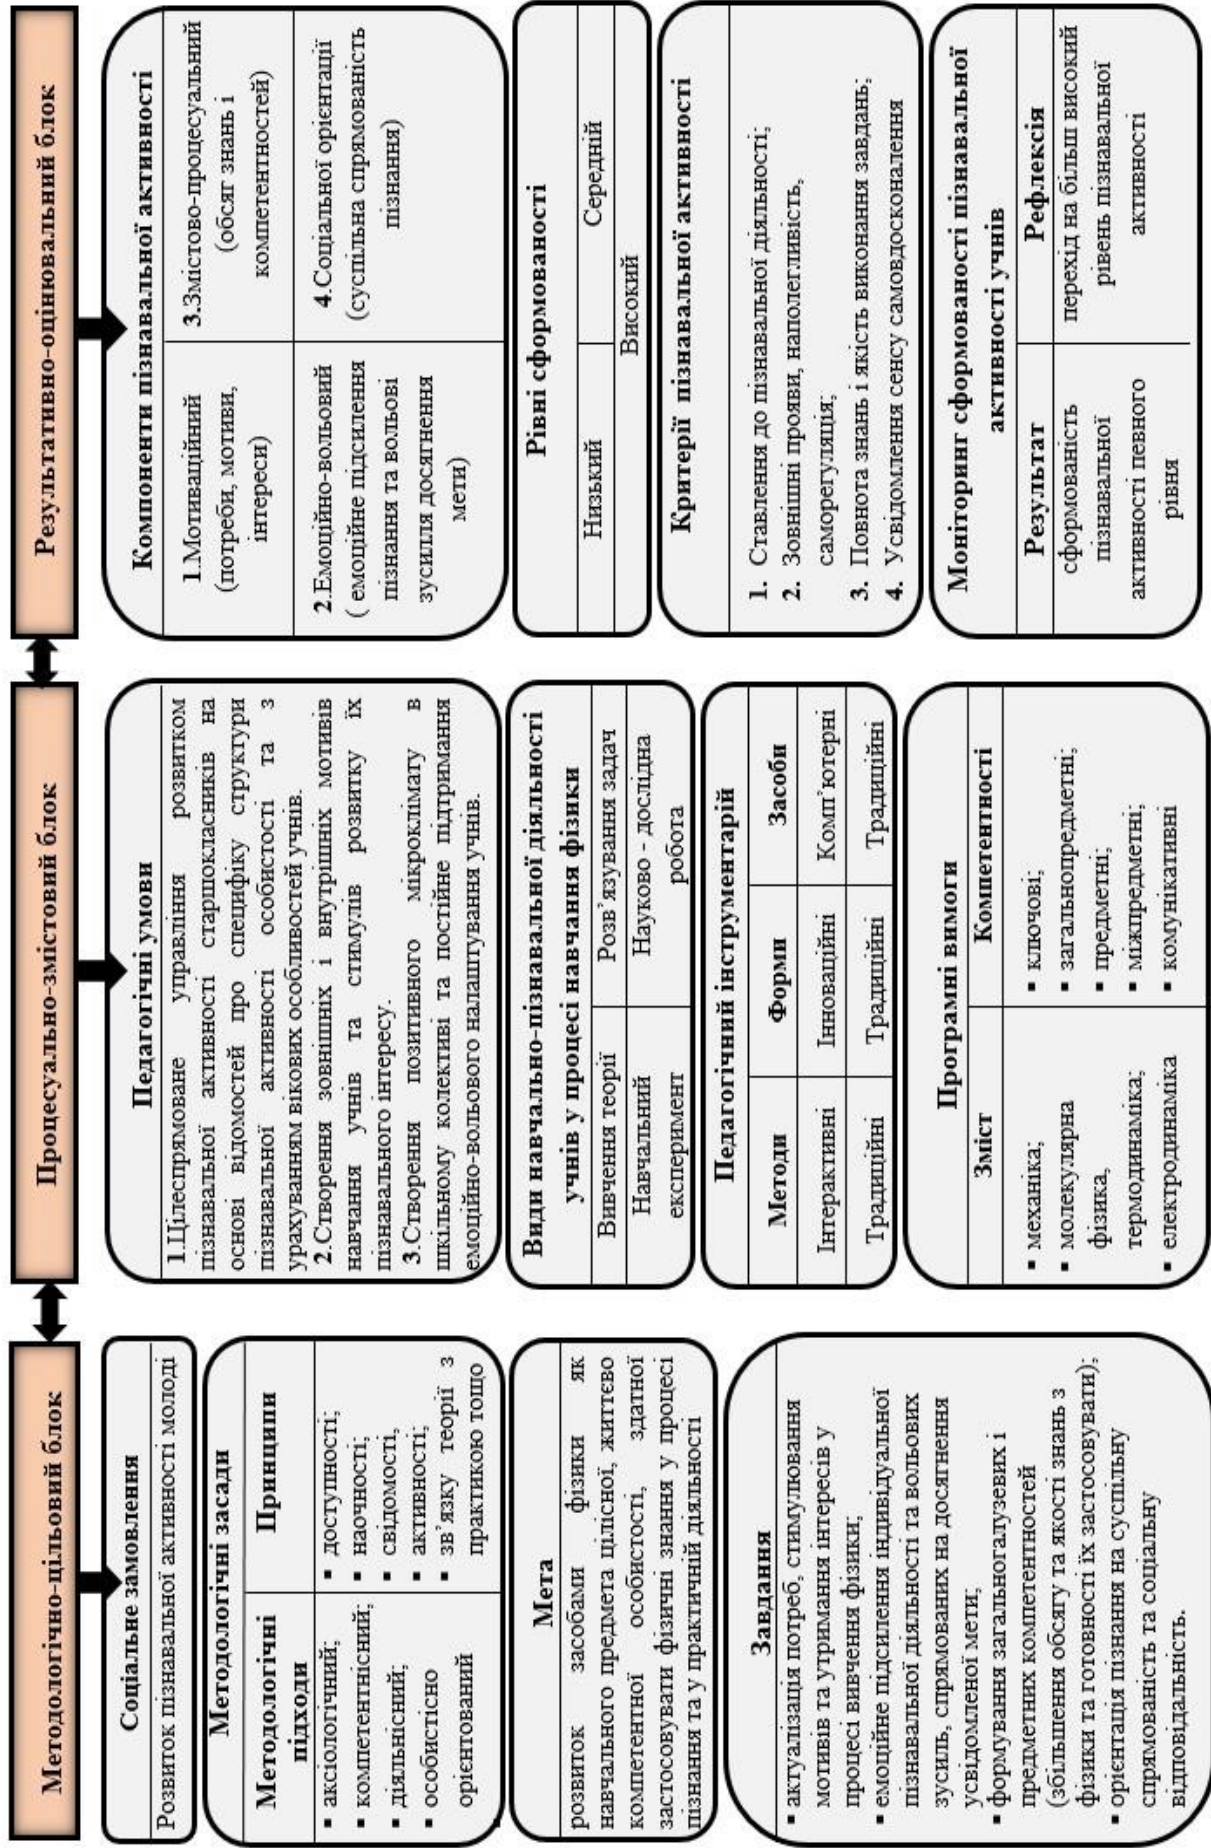 Методологічно-цільовий блок
Соціальне замовлення
Розвиток пізнавальної активності молоді
Методологічні засади
Методологічні
підходи
▪ аксіологічний;
▪ компетентнісний;
▪ діяльнісний;
▪ особистісно
орієнтований
Принципи
▪ доступності;
▪ наочності;
▪ свідомості,
▪ активності;
▪ зв'язку теорії з
практикою тощо
Мета
розвиток засобами фізики як
навчального предмета цілісної, життєво
компетентної особистості, здатної
застосовувати фізичні знання у процесі
пізнання та у практичній діяльності
Завдання
▪ актуалізація потреб, стимулювання
мотивів та утримання інтересів у
процесі вивчення фізики;
▪ емоційне підсилення індивідуальної
пізнавальної діяльності та вольових
зусиль, спрямованих на досягнення
усвідомленої мети;
▪ формування загальногалузевих і
предметних компетентностей
(збільшення обсягу та якості знань з
фізики та готовності їх застосовувати);
▪ орієнтація пізнання на суспільну
спрямованість та соціальну
відповідальність.
Процесуально-змістовий блок
Педагогічні умови
1.Цілеспрямоване управління розвитком
пізнавальної активності старшокласників на
основі відомостей про специфіку структури
пізнавальної активності особистості та з
урахуванням вікових особливостей учнів.
2.Створення зовнішніх і внутрішніх мотивів
навчання учнів та стимулів розвитку їх
пізнавального інтересу.
3.Створення позитивного мікроклімату в
шкільному колективі та постійне підтримання
емоційно-вольового налаштування учнів.
Види навчально-пізнавальної діяльності
учнів у процесі навчання фізики
Вивчення теорії
Розв'язування задач
Навчальний
експеримент
Науково - дослідна
робота
Педагогічний інструментарій
Методи
Форми
Засоби
Інтерактивні
Інноваційні
Комп'ютерні
Традиційні
Традиційні
Традиційні
Програмні вимоги
Зміст
▪ механіка;
▪ молекулярна
фізика,
термодинаміка;
▪ електродинаміка
Компетентності
▪ ключові;
▪ загальнопредметні;
▪ предметні;
▪ міжпредметні;
▪ комунікативні
Результативно-оцінювальний блок
Компоненти пізнавальної активності
1.Мотиваційний
(потреби, мотиви,
інтереси)
3.Змістово-процесуальний
(обсяг знань і
компетентностей)
2.Емоційно-вольовий
( емоційне підсилення
пізнання та вольові
зусилля досягнення
мети)
4.Соціальної орієнтації
(суспільна спрямованість
пізнання)
Рівні сформованості
Низький
Середній
Високий
Критерії пізнавальної активності
1. Ставлення до пізнавальної діяльності;
2. Зовнішні прояви, наполегливість,
саморегуляція;
3. Повнота знань і якість виконання завдань;
4. Усвідомлення сенсу самовдосконалення
Моніторинг сформованості пізнавальної
активності учнів
Результат
сформованість
пізнавальної
активності певного
рівня
Рефлексія
перехід на більш високий
рівень пізнавальної
активності